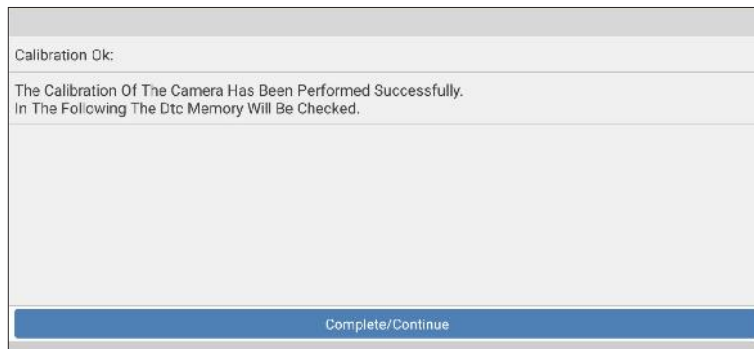 Calibration Ok:
The Calibration Of The Camera Has Been Performed Successfully.
In The Following The Dtc Memory Will Be Checked.
Complete/Continue